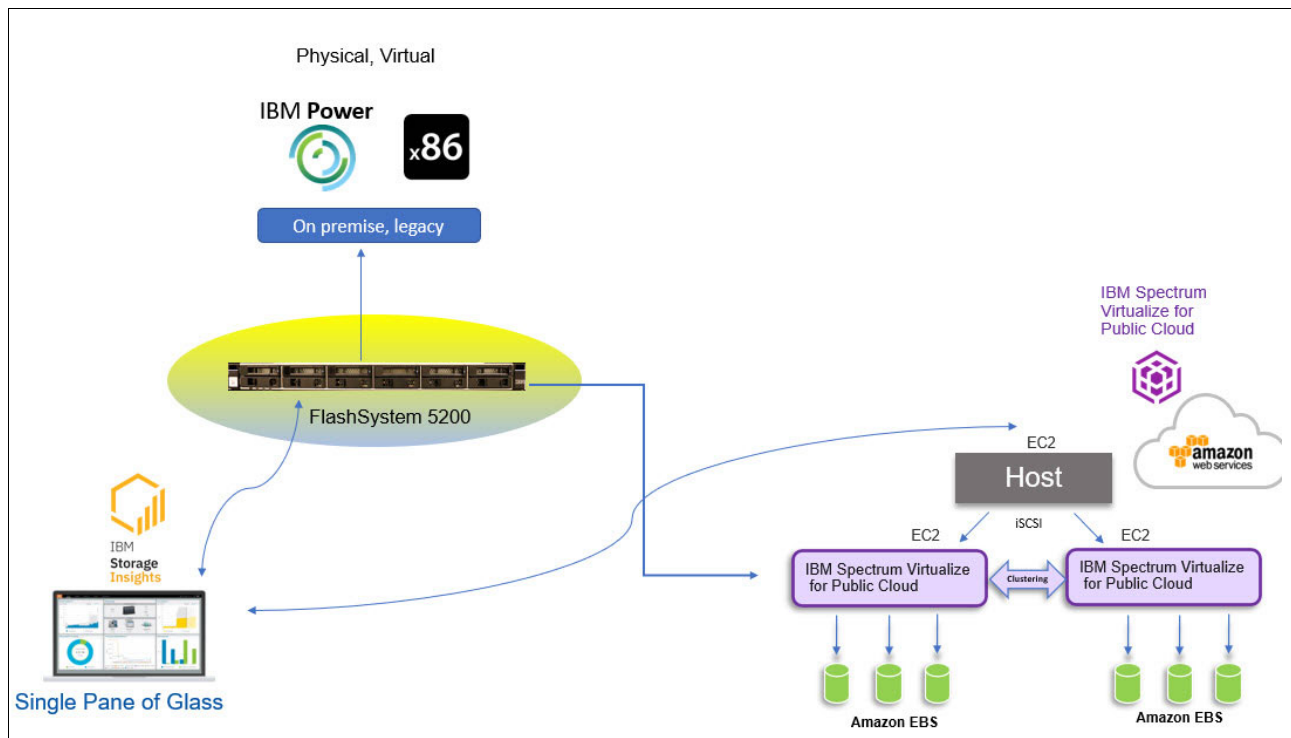 Physical, Virtual
IBM Power
x86
On premise, legacy
FlashSystem 5200
IBM
Storage
Insights
Single Pane of Glass
IBM Spectrum
Virtualize for
Public Cloud
amazon
web services
EC2
Host
iSCSI
EC2
EC2
IBM Spectrum Virtualize
for Public Cloud
Clustering
IBM Spectrum Virtualize
for Public Cloud
Amazon EBS
Amazon EBS